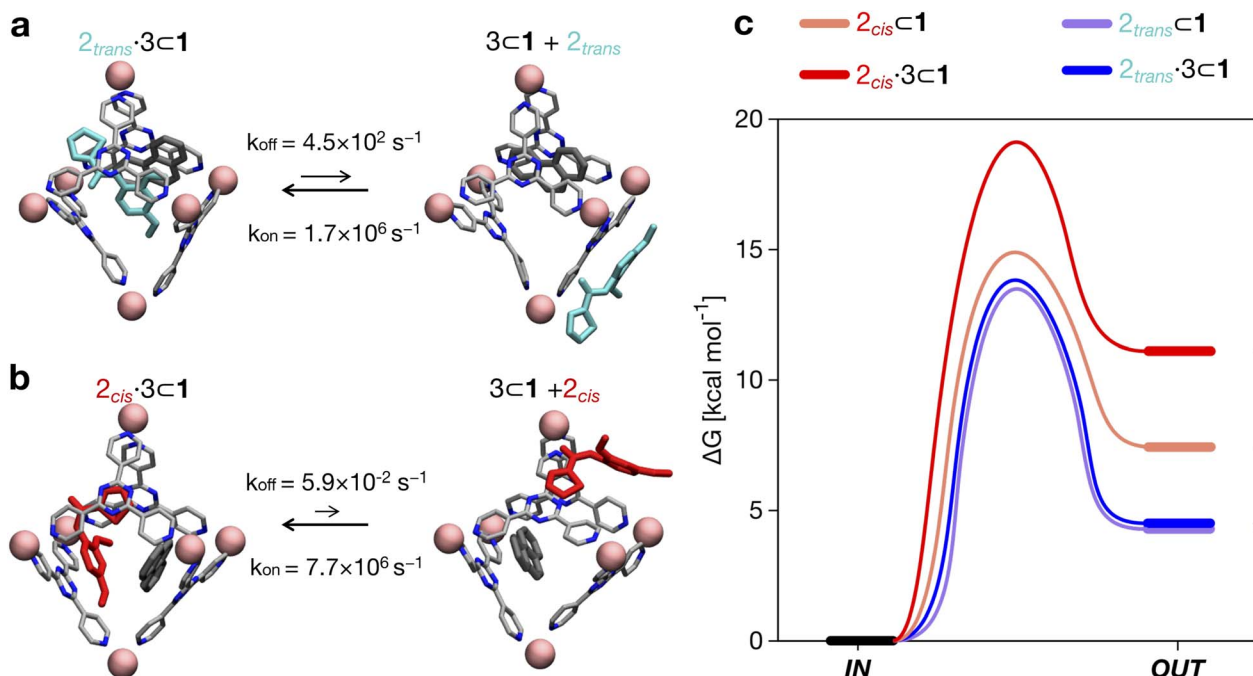 a
2trans·3⊂1
3⊂1 + 2trans
koff = 4.5×10² s⁻¹
kon = 1.7×10⁶ s⁻¹
b
2cis·3⊂1
3⊂1 +2cis
koff = 5.9×10⁻² s⁻¹
kon = 7.7×10⁶ s⁻¹
c
2cis⊂1
2trans⊂1
2cis·3⊂1
2trans·3⊂1
ΔG [kcal mol⁻¹]
20
15
10
5
0
IN
OUT